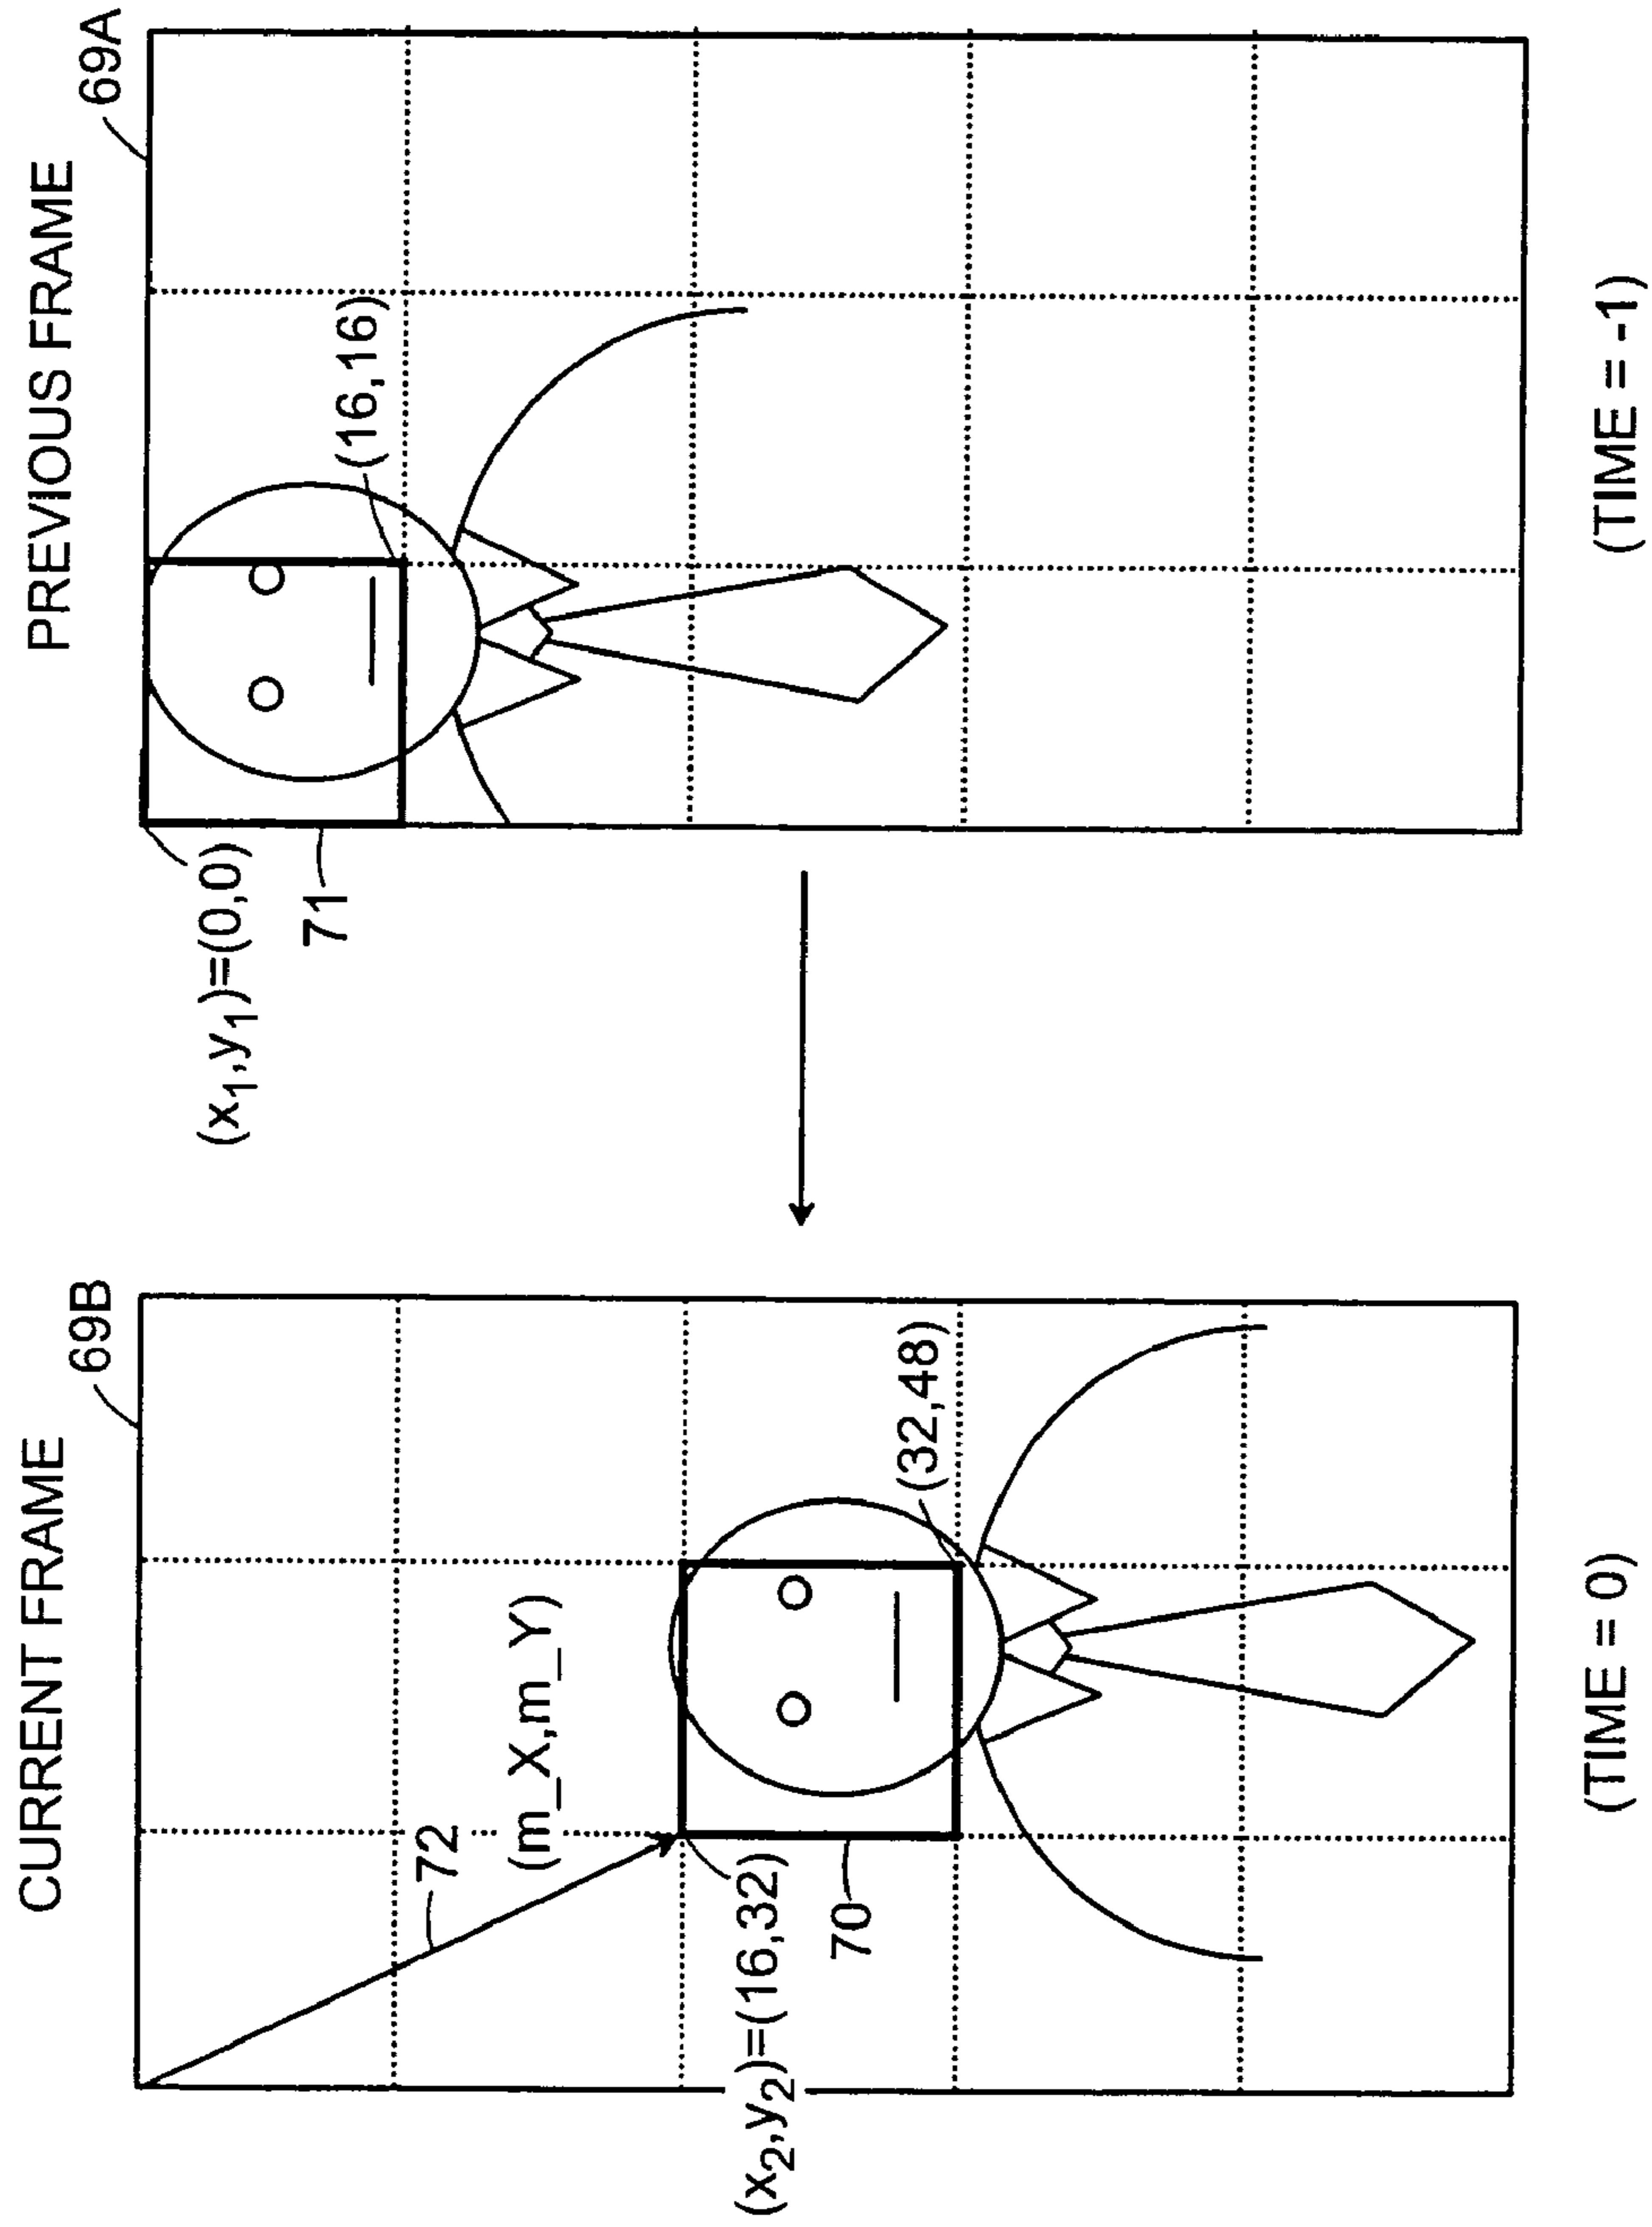 CURRENT FRAME
69B
72
(m_X,m_Y)
(x2,y2)=(16,32)
70
(32,48)
(TIME = 0)
PREVIOUS FRAME
69A
(x1,y1)=(0,0)
71
(16,16)
(TIME = -1)